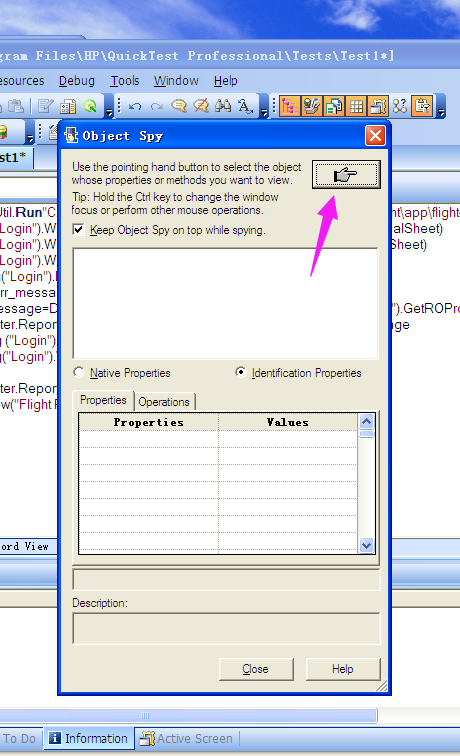 gram Files\HP\QuickTest Professional\Tests\Test1*]
esources Debug Tools Window Help
st1*
Object Spy
Use the pointing hand button to select the object
whose properties or methods you want to view.
Tip: Hold the Ctrl key to change the window
focus or perform other mouse operations.
Keep Object Spy on top while spying.
Util.Run"C
nt\app\flight
Login").W
alSheet)
Login").W
Login").W
alSheet)
("Login").
rr_messa
essage=D
").GetROPro
ter.Repor
ge
g ("Login").
g("Login").
ter.Repor
ow("Flight F
Native Properties
Identification Properties
Properties Operations
Properties Values
ord View
Description:
Close Help
To Do Information Active Screen